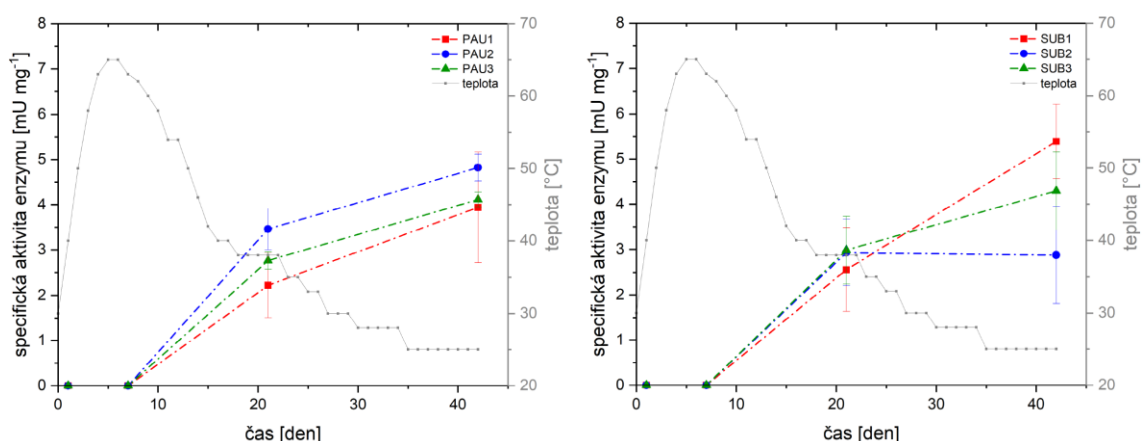 8
7
6
5
4
3
2
1
0
specifická aktivita enzymu [mU mg-1]
PAU1
PAU2
PAU3
teplota
70
60
50
40
30
20
teplota [°C]
0 10 20 30 40
čas [den]
8
7
6
5
4
3
2
1
0
specifická aktivita enzymu [mU mg-1]
SUB1
SUB2
SUB3
teplota
70
60
50
40
30
20
teplota [°C]
0 10 20 30 40
čas [den]